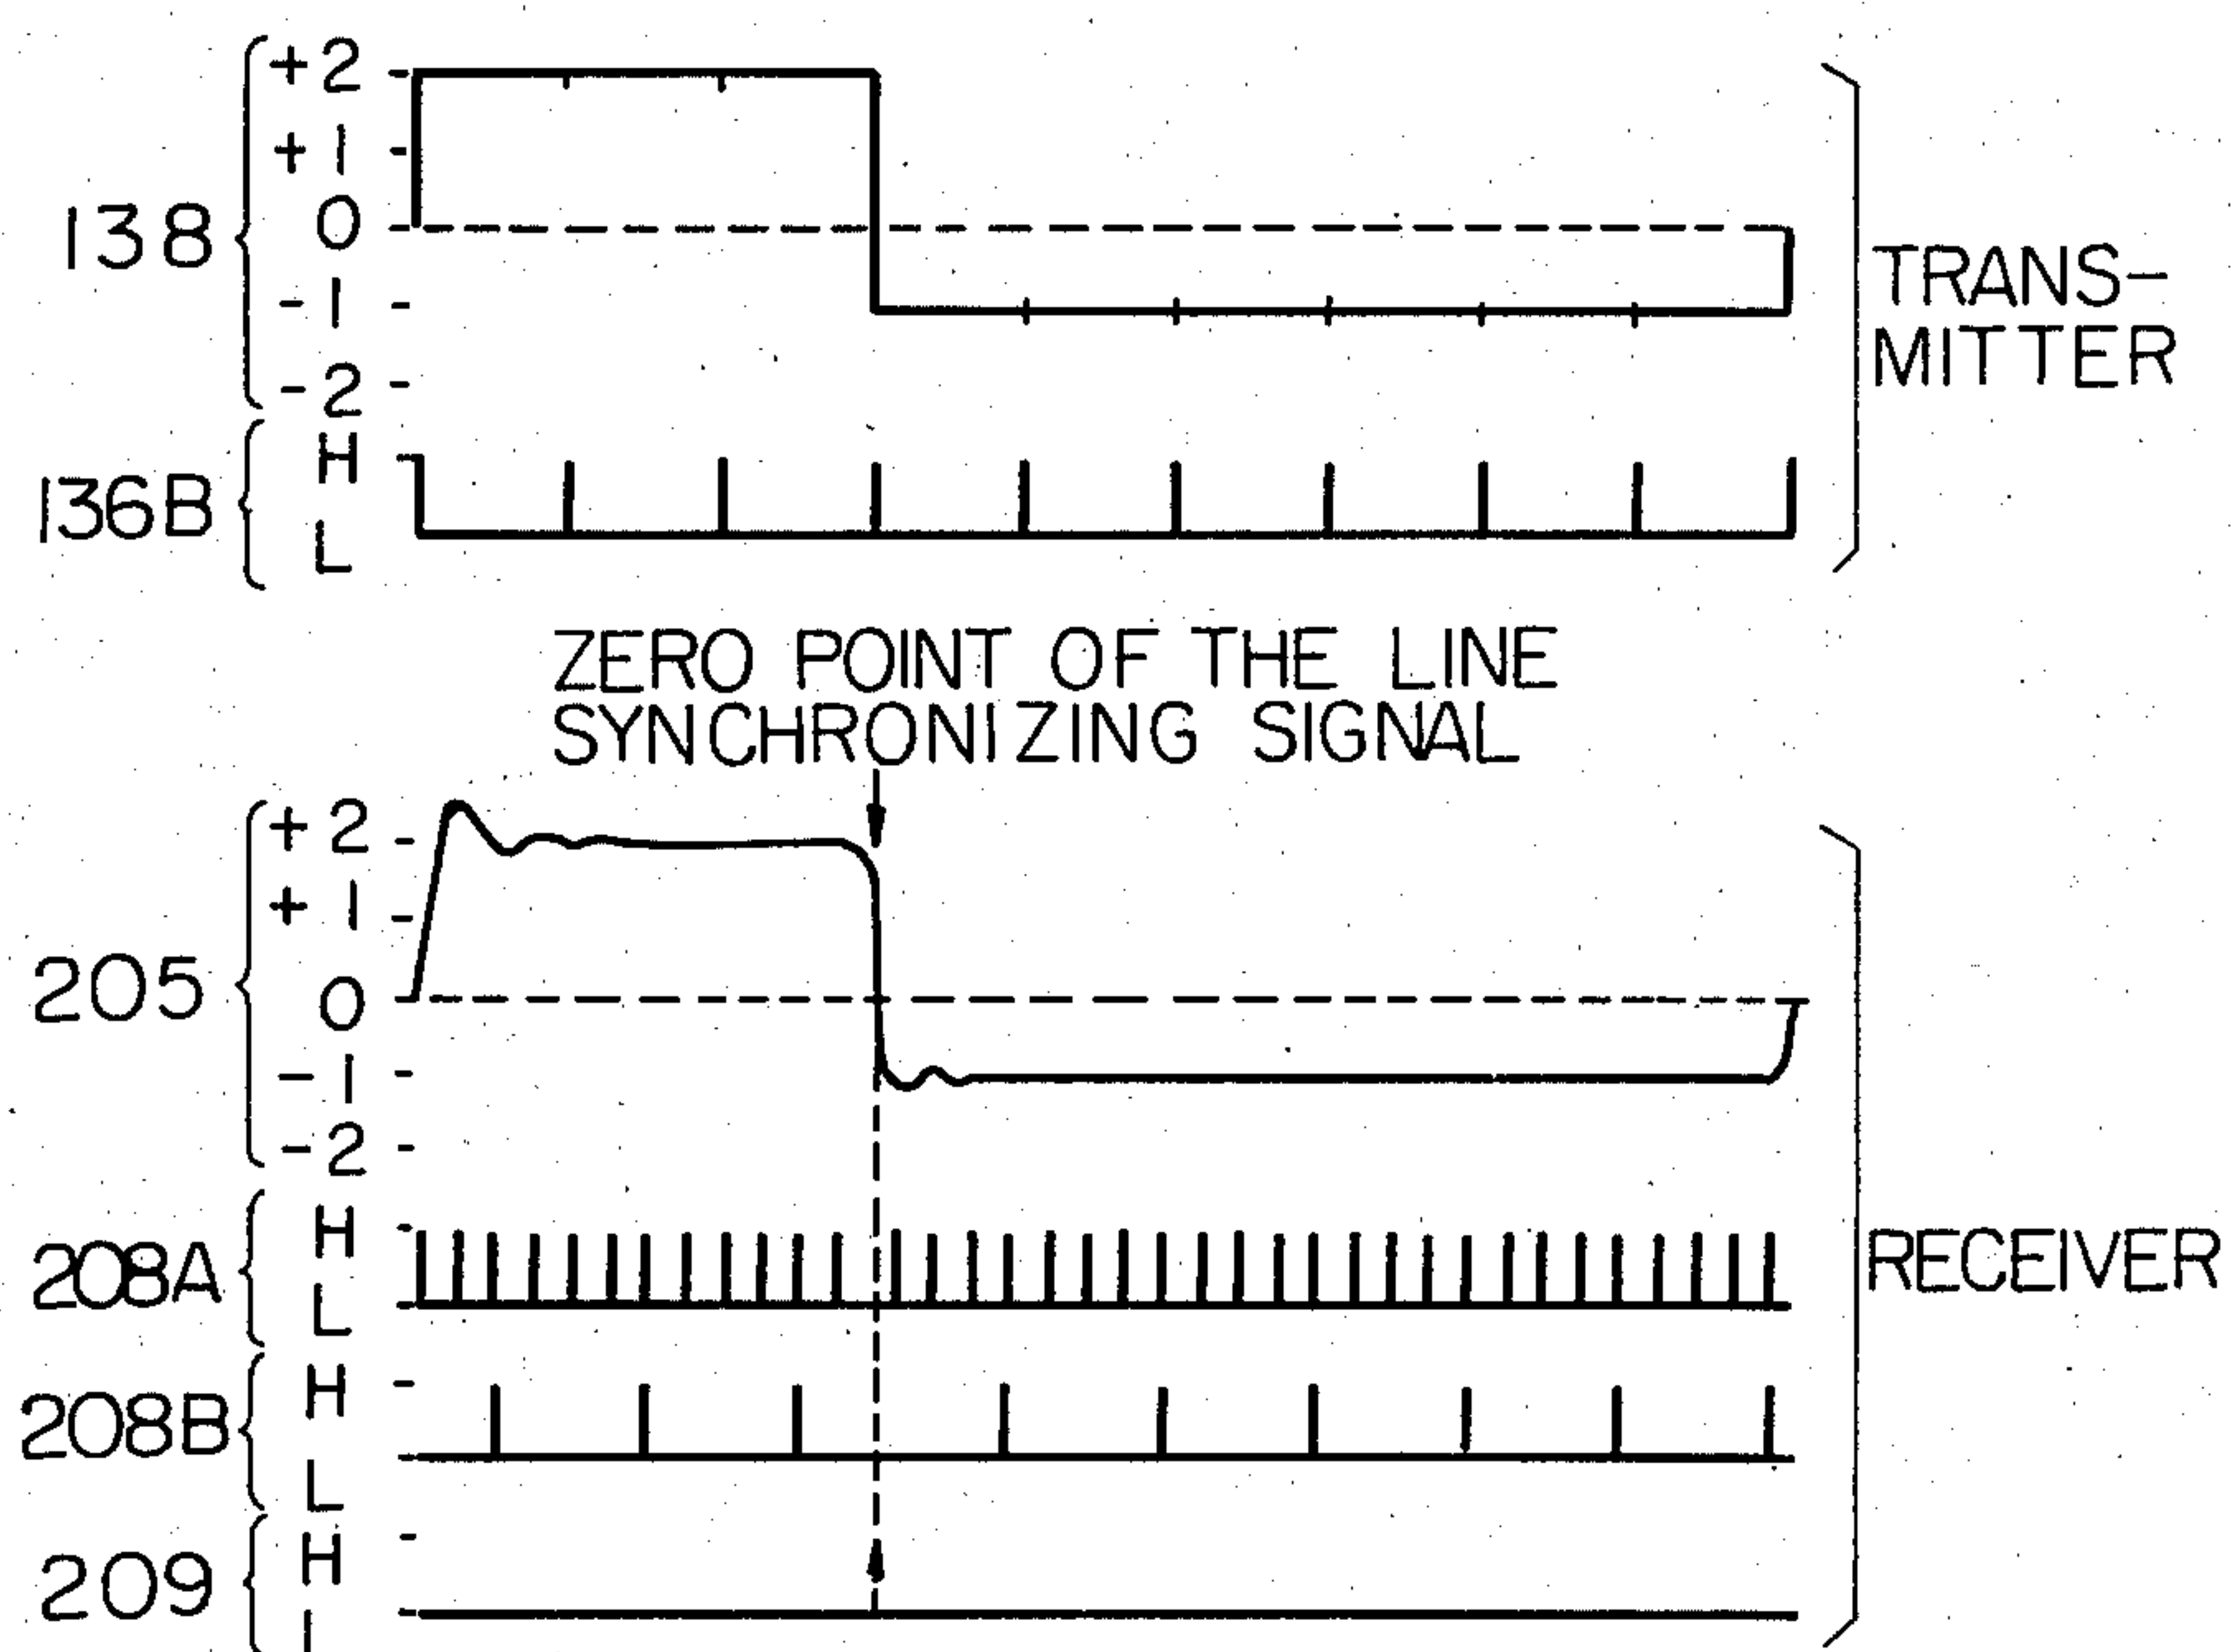 +2
+1
138
0
-1
-2
TRANS-
MITTER
H
136B
L
ZERO POINT OF THE LINE
SYNCHRONIZING SIGNAL
+2
+1
205
0
-1
-2
H
208A
L
RECEIVER
H
208B
L
H
209